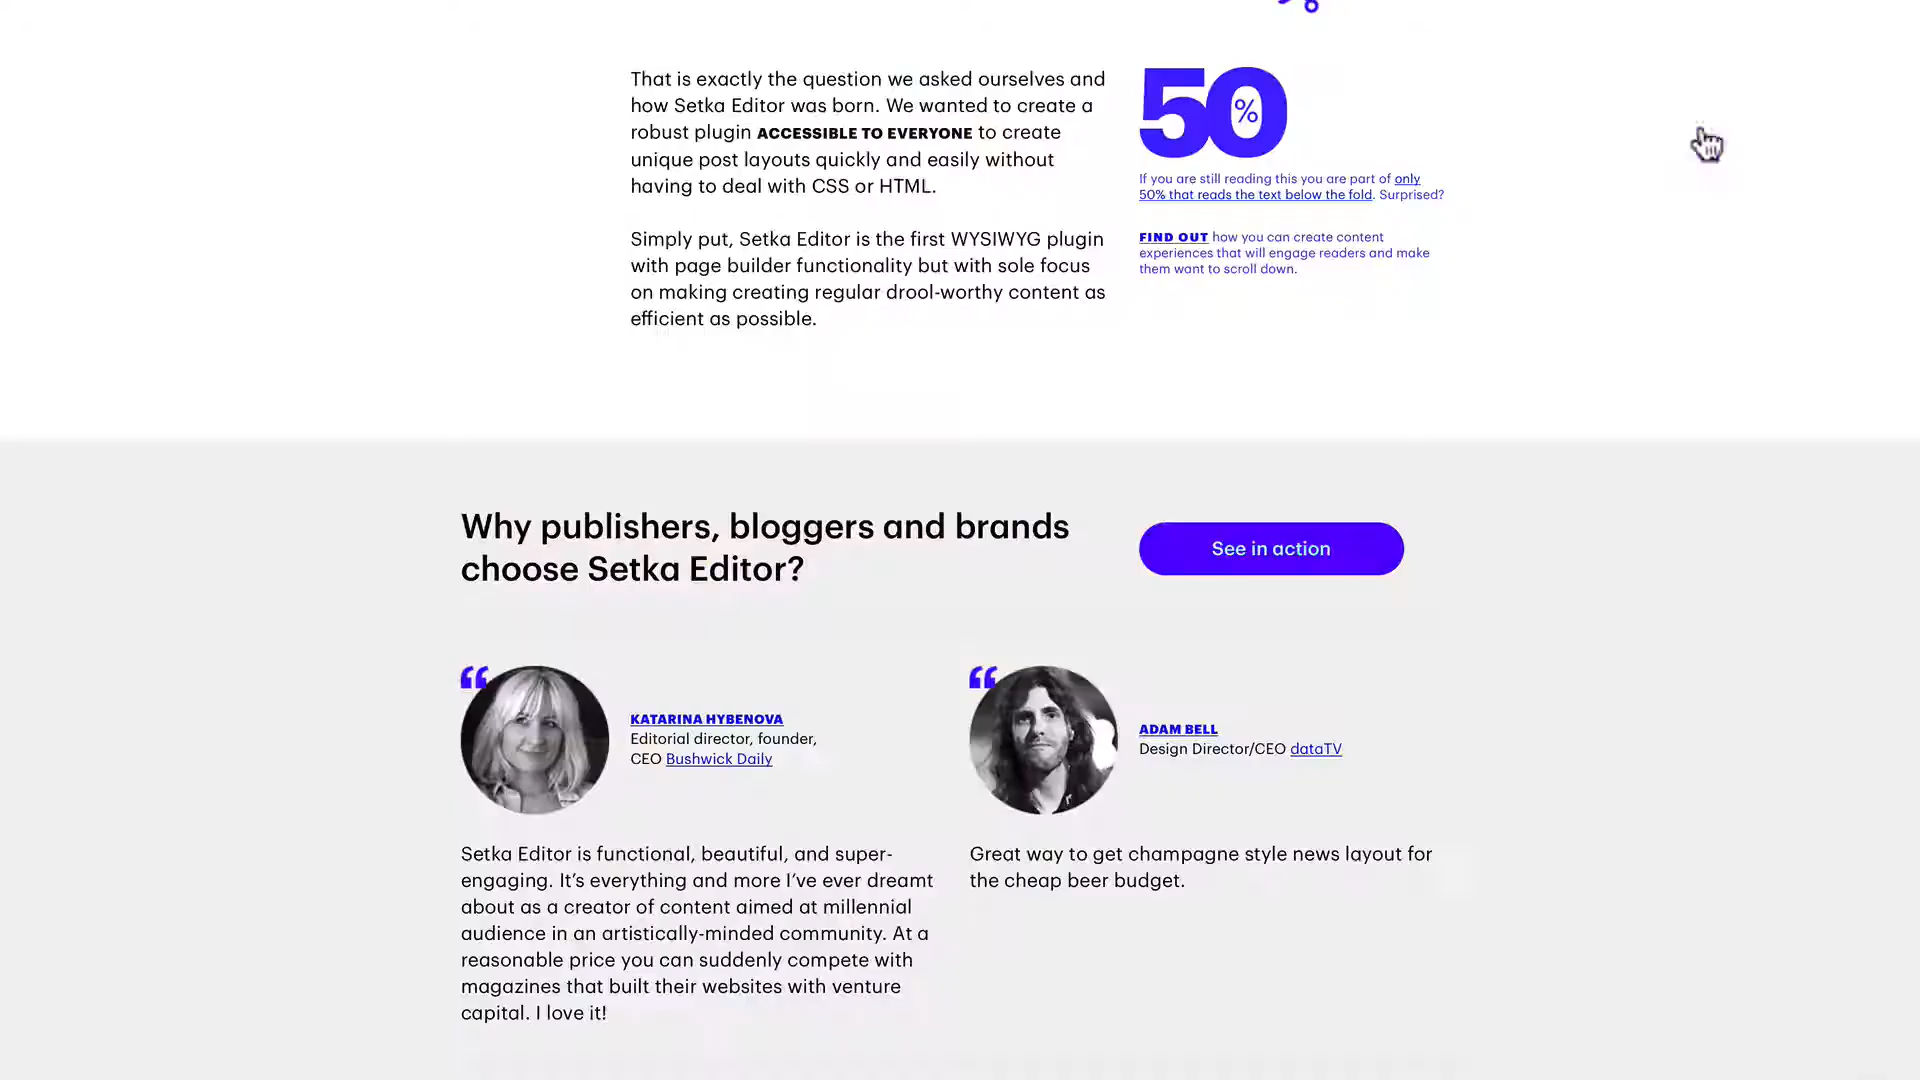 That is exactly the question we asked ourselves and
how Setka Editor was born. We wanted to create a
robust plugin ACCESSIBLE TO EVERYONE to create
unique post layouts quickly and easily without
having to deal with CSS or HTML.
Simply put, Setka Editor is the first WYSIWYG plugin
with page builder functionality but with sole focus
on making creating regular drool-worthy content as
efficient as possible.
50%
If you are still reading this you are part of only
50% that reads the text below the fold. Surprised?
FIND OUT how you can create content
experiences that will engage readers and make
them want to scroll down.
Why publishers, bloggers and brands
choose Setka Editor?
See in action
“
KATARINA HYBENOVA
Editorial director, founder,
CEO Bushwick Daily
Setka Editor is functional, beautiful, and super-
engaging. It’s everything and more I’ve ever dreamt
about as a creator of content aimed at millennial
audience in an artistically-minded community. At a
reasonable price you can suddenly compete with
magazines that built their websites with venture
capital. I love it!
“
ADAM BELL
Design Director/CEO dataTV
Great way to get champagne style news layout for
the cheap beer budget.